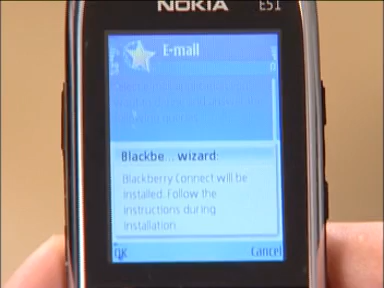 NOKIA E51
E-mail
Blackbe... wizard:
Blackberry Connect will be
installed. Follow the
instructions during
installation
OK Cancel